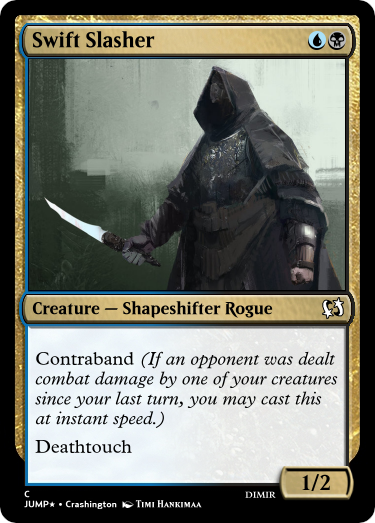 Swift Slasher
Creature — Shapeshifter Rogue
Contraband (If an opponent was dealt
combat damage by one of your creatures
since your last turn, you may cast this
at instant speed.)
Deathtouch
1/2
C
JUMP★ • Crashington Timi Hankimaa
DIMIR